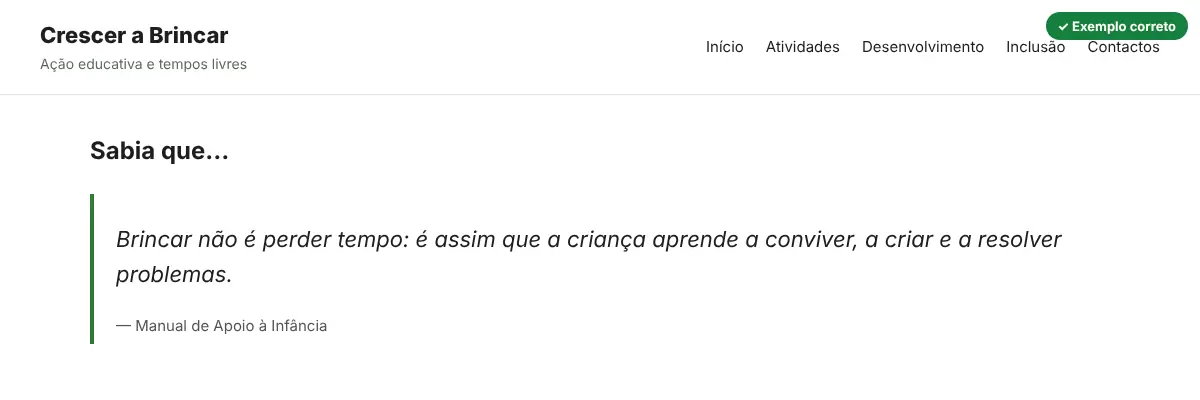 Crescer a Brincar
Ação educativa e tempos livres
✓ Exemplo correto
Início Atividades Desenvolvimento Inclusão Contactos
Sabia que...
Brincar não é perder tempo: é assim que a criança aprende a conviver, a criar e a resolver
problemas.
— Manual de Apoio à Infância